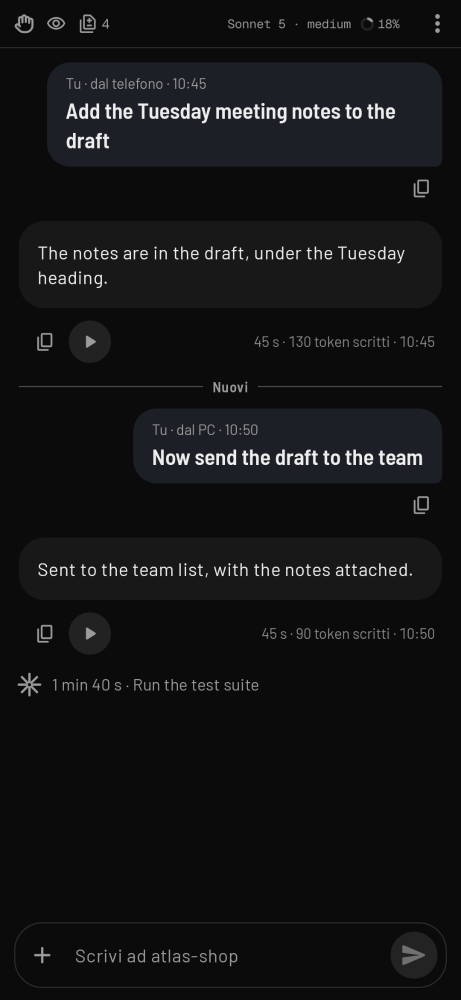 4
Sonnet 5 · medium 18%
Tu · dal telefono · 10:45
Add the Tuesday meeting notes to the
draft
The notes are in the draft, under the Tuesday
heading.
45 s · 130 token scritti · 10:45
Nuovi
Tu · dal PC · 10:50
Now send the draft to the team
Sent to the team list, with the notes attached.
45 s · 90 token scritti · 10:50
1 min 40 s · Run the test suite
Scrivi ad atlas-shop